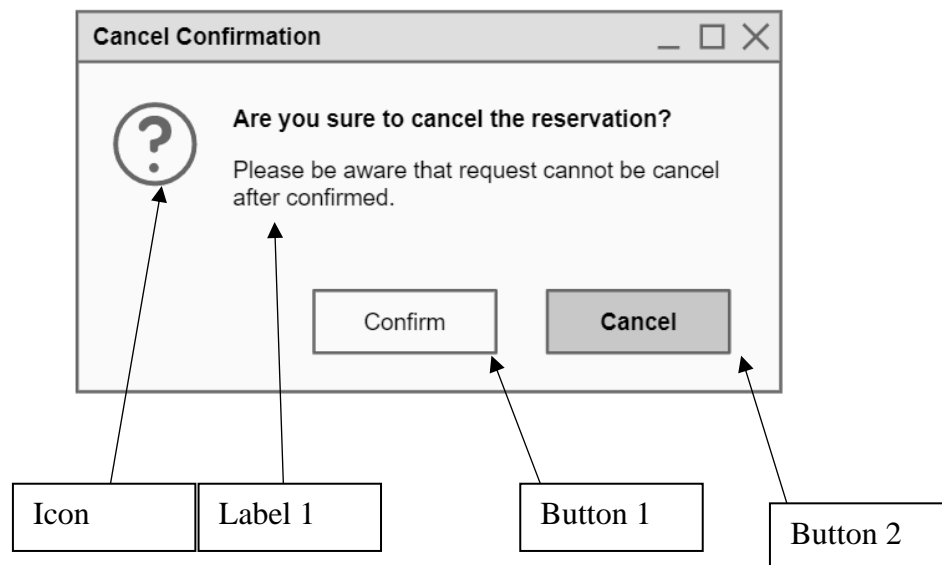 Cancel Confirmation
Are you sure to cancel the reservation?
Please be aware that request cannot be cancel
after confirmed.
Confirm
Cancel
Icon
Label 1
Button 1
Button 2